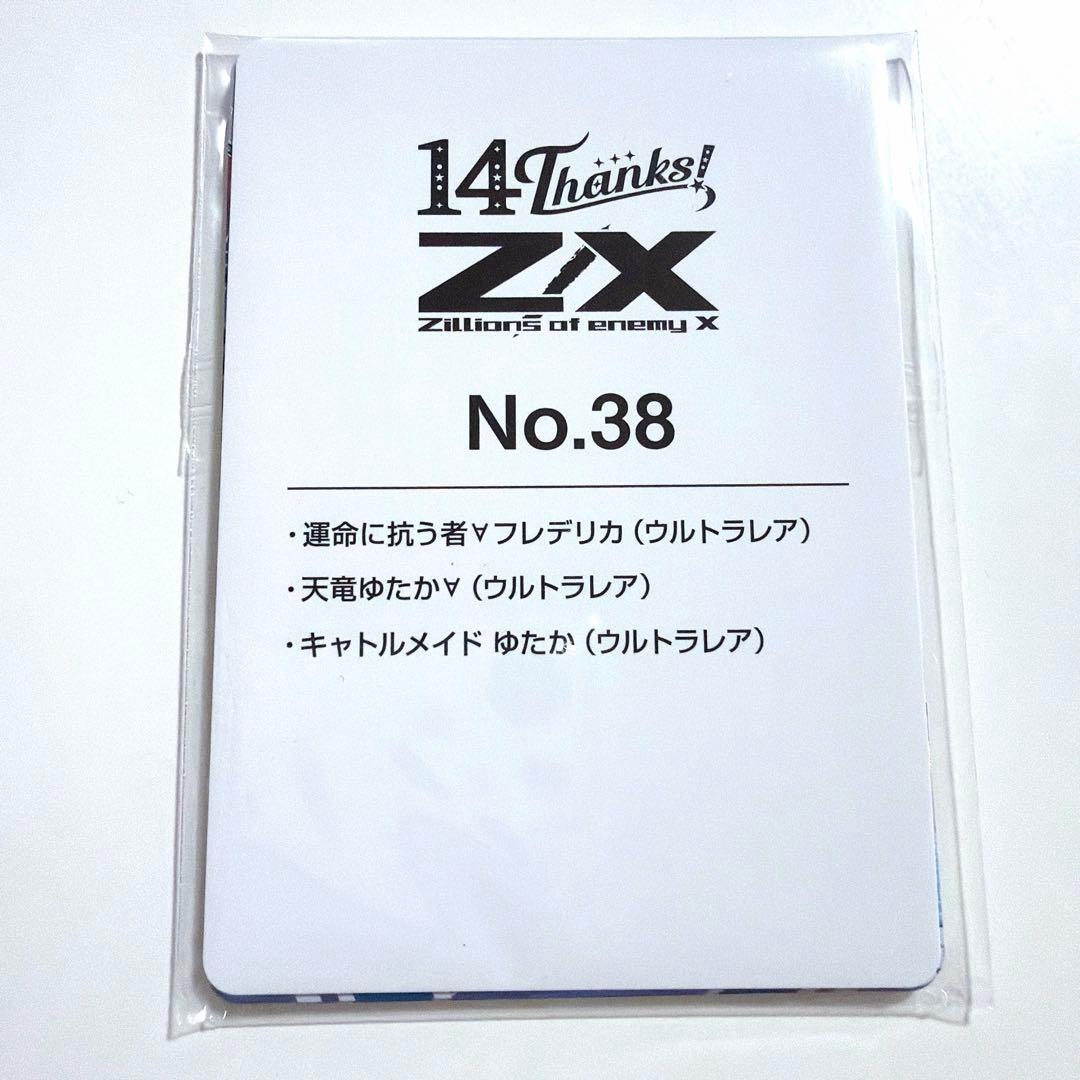 14 Thanks!
Z/X
Zillions of enemy X
No.38
・運命に抗う者∀フレデリカ（ウルトラレア）
・天竜ゆたか∀（ウルトラレア）
・キャトルメイド ゆたか（ウルトラレア）